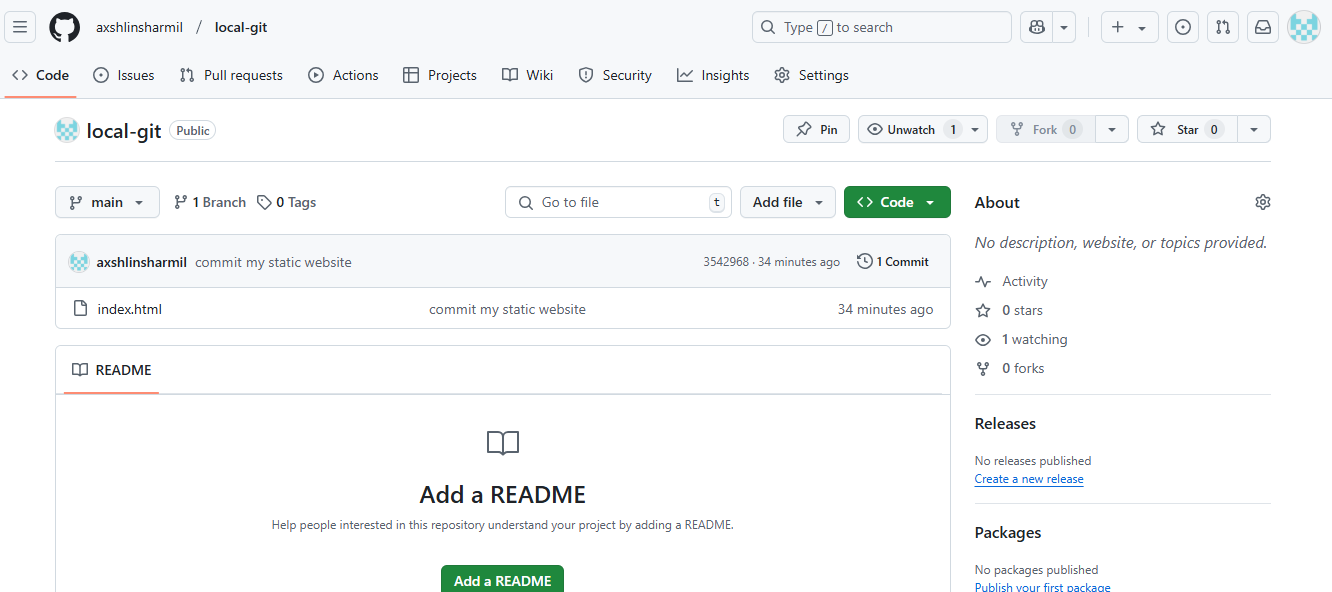 axshlinsharmil / local-git
Type / to search
Code Issues Pull requests Actions Projects Wiki Security Insights Settings
local-git Public
Pin Unwatch 1 Fork 0 Star 0
main 1 Branch 0 Tags Go to file t Add file Code
axshlinsharmil commit my static website 3542968 · 34 minutes ago 1 Commit
index.html commit my static website 34 minutes ago
README
Add a README
Help people interested in this repository understand your project by adding a README.
Add a README
About
No description, website, or topics provided.
Activity
0 stars
1 watching
0 forks
Releases
No releases published
Create a new release
Packages
No packages published
Publish your first package